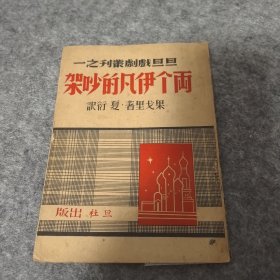 旦旦戲劇叢刊之一
兩个伊凡的吵架
果戈里著·夏衍譯
旦社出版